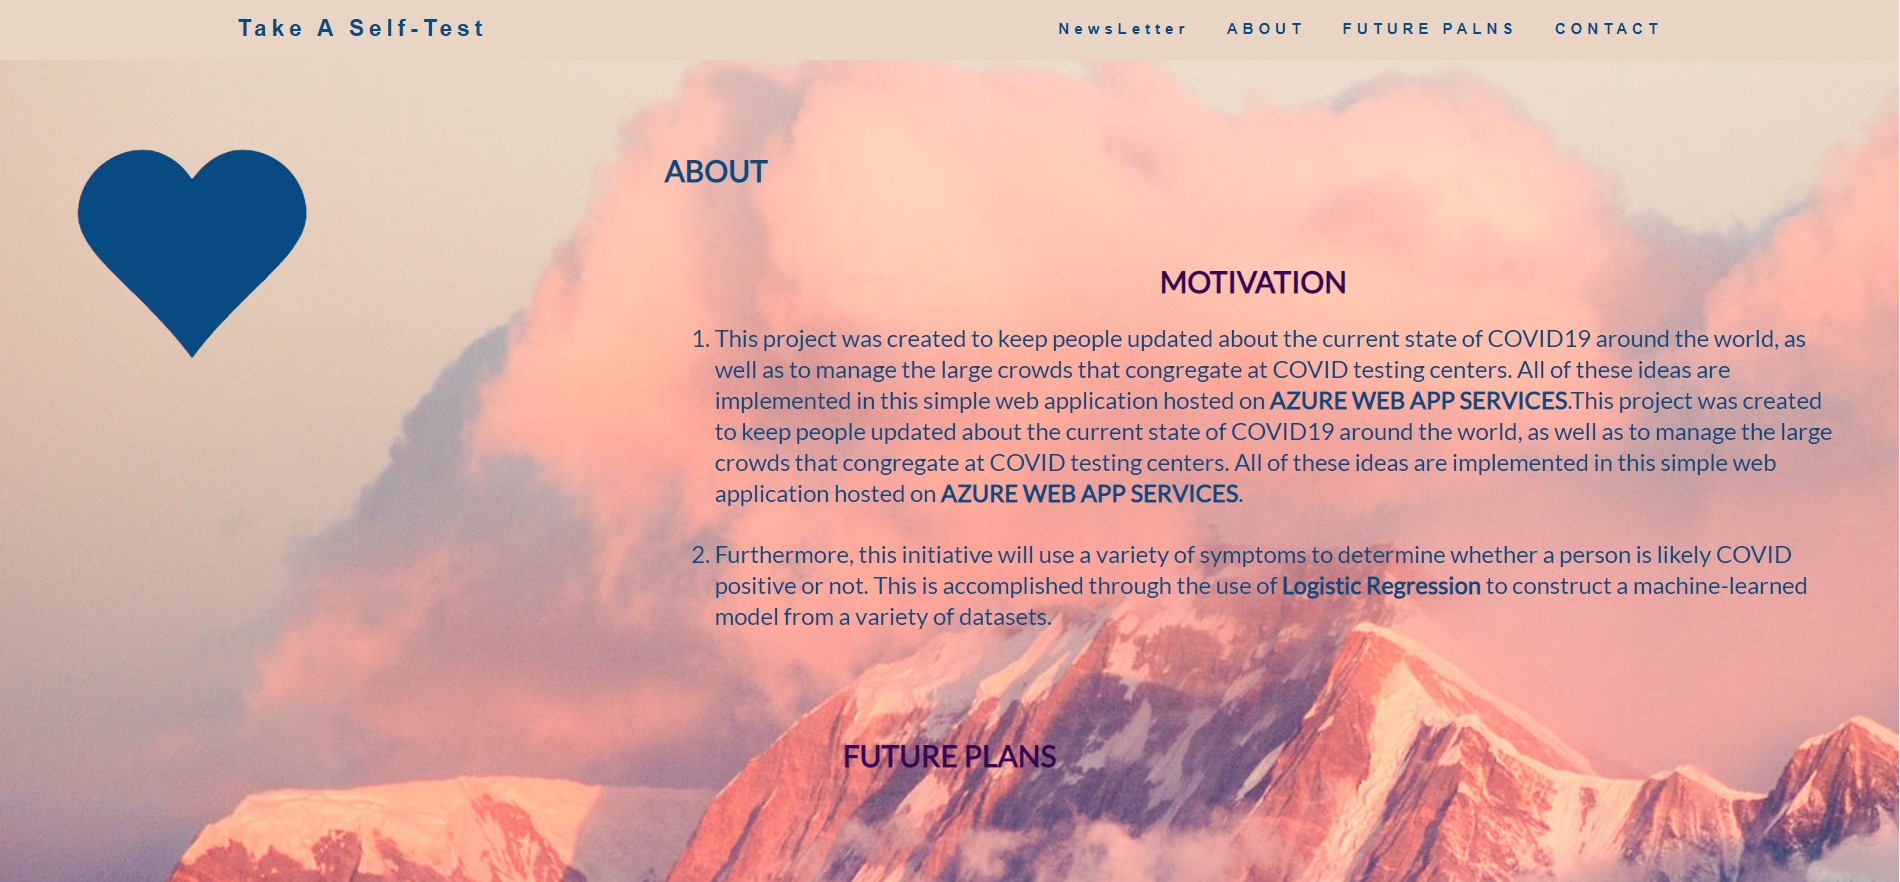 Take A Self-Test
NewsLetter ABOUT FUTURE PALNS CONTACT
ABOUT
MOTIVATION
1. This project was created to keep people updated about the current state of COVID19 around the world, as
well as to manage the large crowds that congregate at COVID testing centers. All of these ideas are
implemented in this simple web application hosted on AZURE WEB APP SERVICES.This project was created
to keep people updated about the current state of COVID19 around the world, as well as to manage the large
crowds that congregate at COVID testing centers. All of these ideas are implemented in this simple web
application hosted on AZURE WEB APP SERVICES.
2. Furthermore, this initiative will use a variety of symptoms to determine whether a person is likely COVID
positive or not. This is accomplished through the use of Logistic Regression to construct a machine-learned
model from a variety of datasets.
FUTURE PLANS